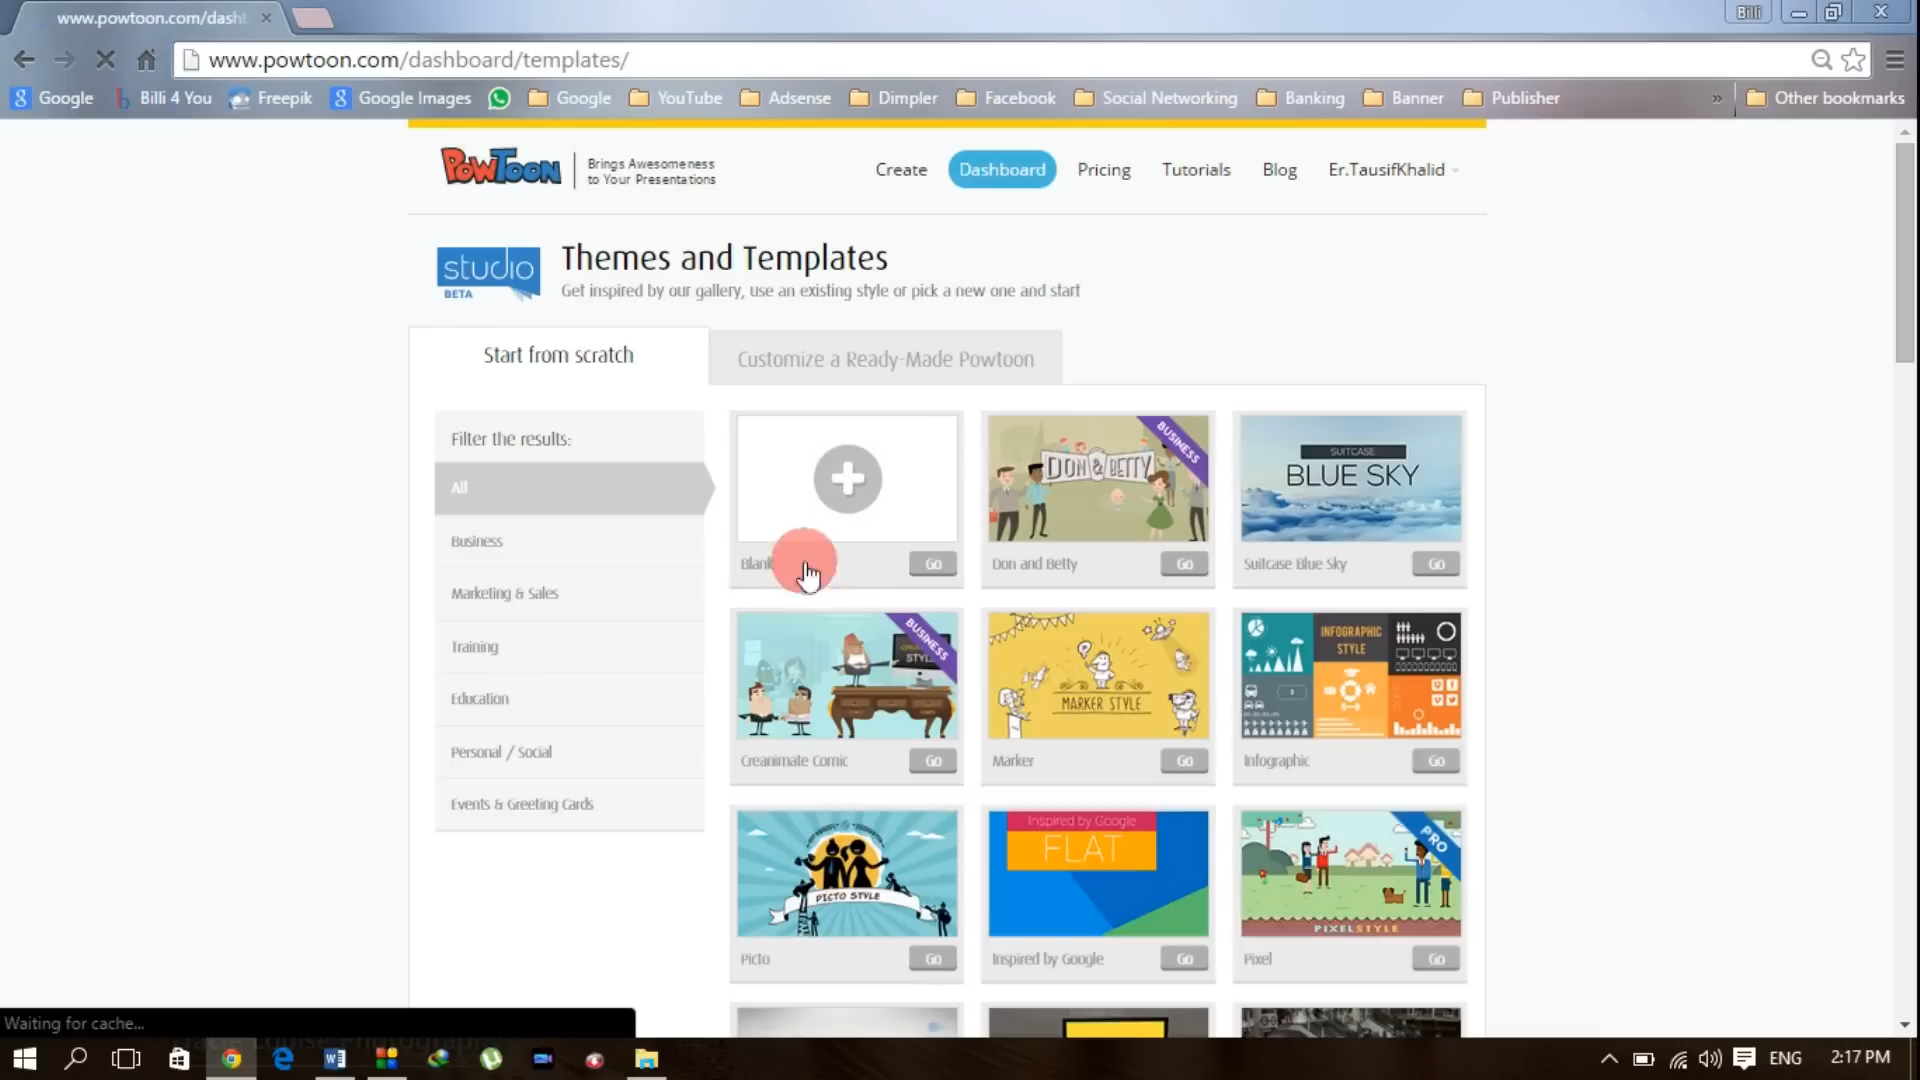 www.powtoon.com/dashl
Billi
www.powtoon.com/dashboard/templates/
Google
Billi 4 You
Freepik
Google Images
Google
YouTube
Adsense
Dimpler
Facebook
Social Networking
Banking
Banner
Publisher
»
Other bookmarks
POWTOON
Brings Awesomeness
to Your Presentations
Create
Dashboard
Pricing
Tutorials
Blog
Er.TausifKhalid
studio
BETA
Themes and Templates
Get inspired by our gallery, use an existing style or pick a new one and start
Start from scratch
Customize a Ready-Made Powtoon
Filter the results:
All
Business
Marketing & Sales
Training
Education
Personal / Social
Events & Greeting Cards
Blank
Go
DON & BETTY
BUSINESS
Don and Betty
Go
SUITCASE
BLUE SKY
Suitcase Blue Sky
Go
BUSINESS
STYLE
Creanimate Comic
Go
MARKER STYLE
Marker
Go
INFOGRAPHIC
STYLE
Infographic
Go
PICTO STYLE
Picto
Go
Inspired by Google
FLAT
Inspired by Google
Go
PRO
PIXELSTYLE
Pixel
Go
Waiting for cache...
ENG
2:17 PM